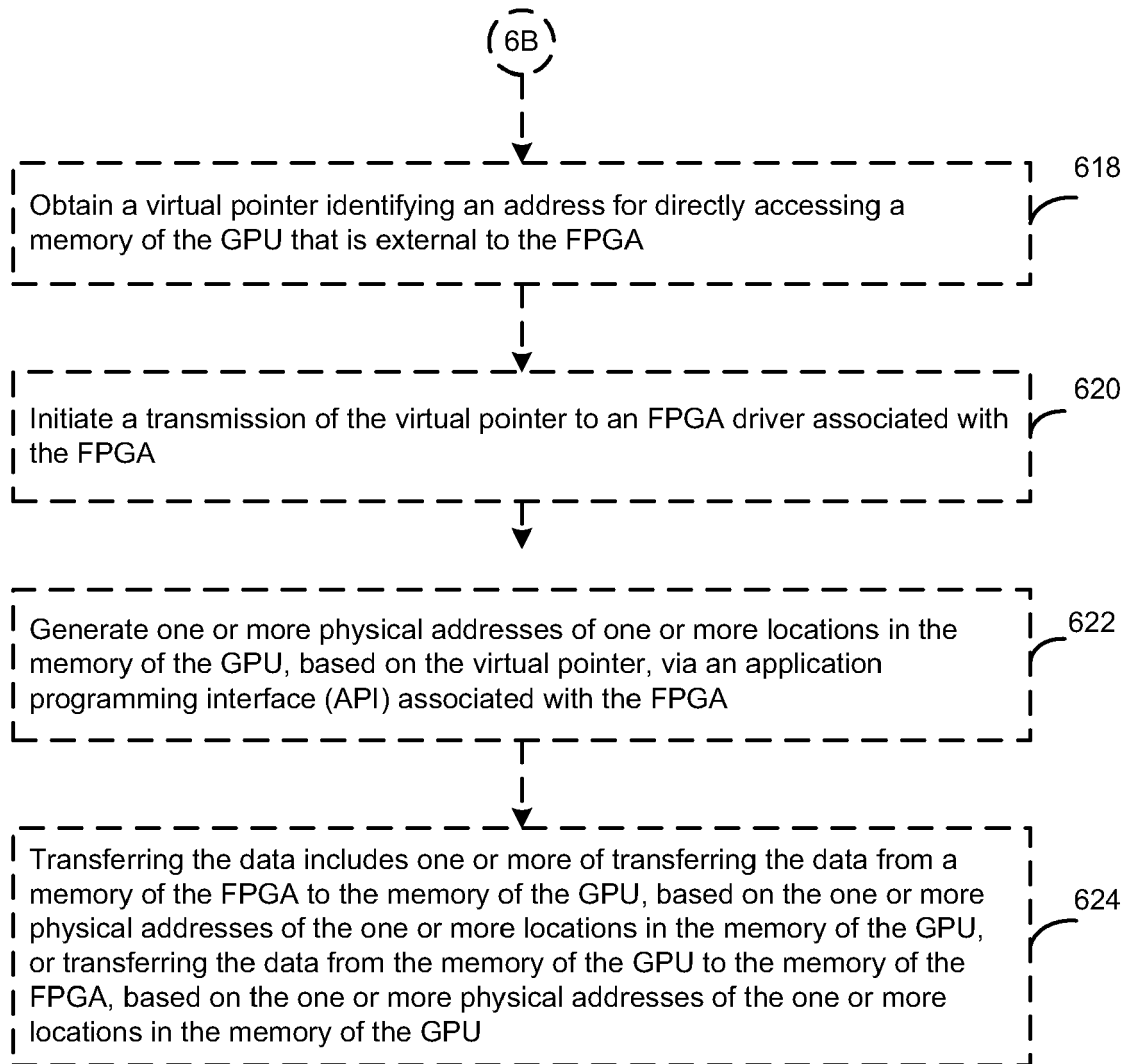 6B
618
Obtain a virtual pointer identifying an address for directly accessing a
memory of the GPU that is external to the FPGA
620
Initiate a transmission of the virtual pointer to an FPGA driver associated with
the FPGA
622
Generate one or more physical addresses of one or more locations in the
memory of the GPU, based on the virtual pointer, via an application
programming interface (API) associated with the FPGA
624
Transferring the data includes one or more of transferring the data from a
memory of the FPGA to the memory of the GPU, based on the one or more
physical addresses of the one or more locations in the memory of the GPU,
or transferring the data from the memory of the GPU to the memory of the
FPGA, based on the one or more physical addresses of the one or more
locations in the memory of the GPU